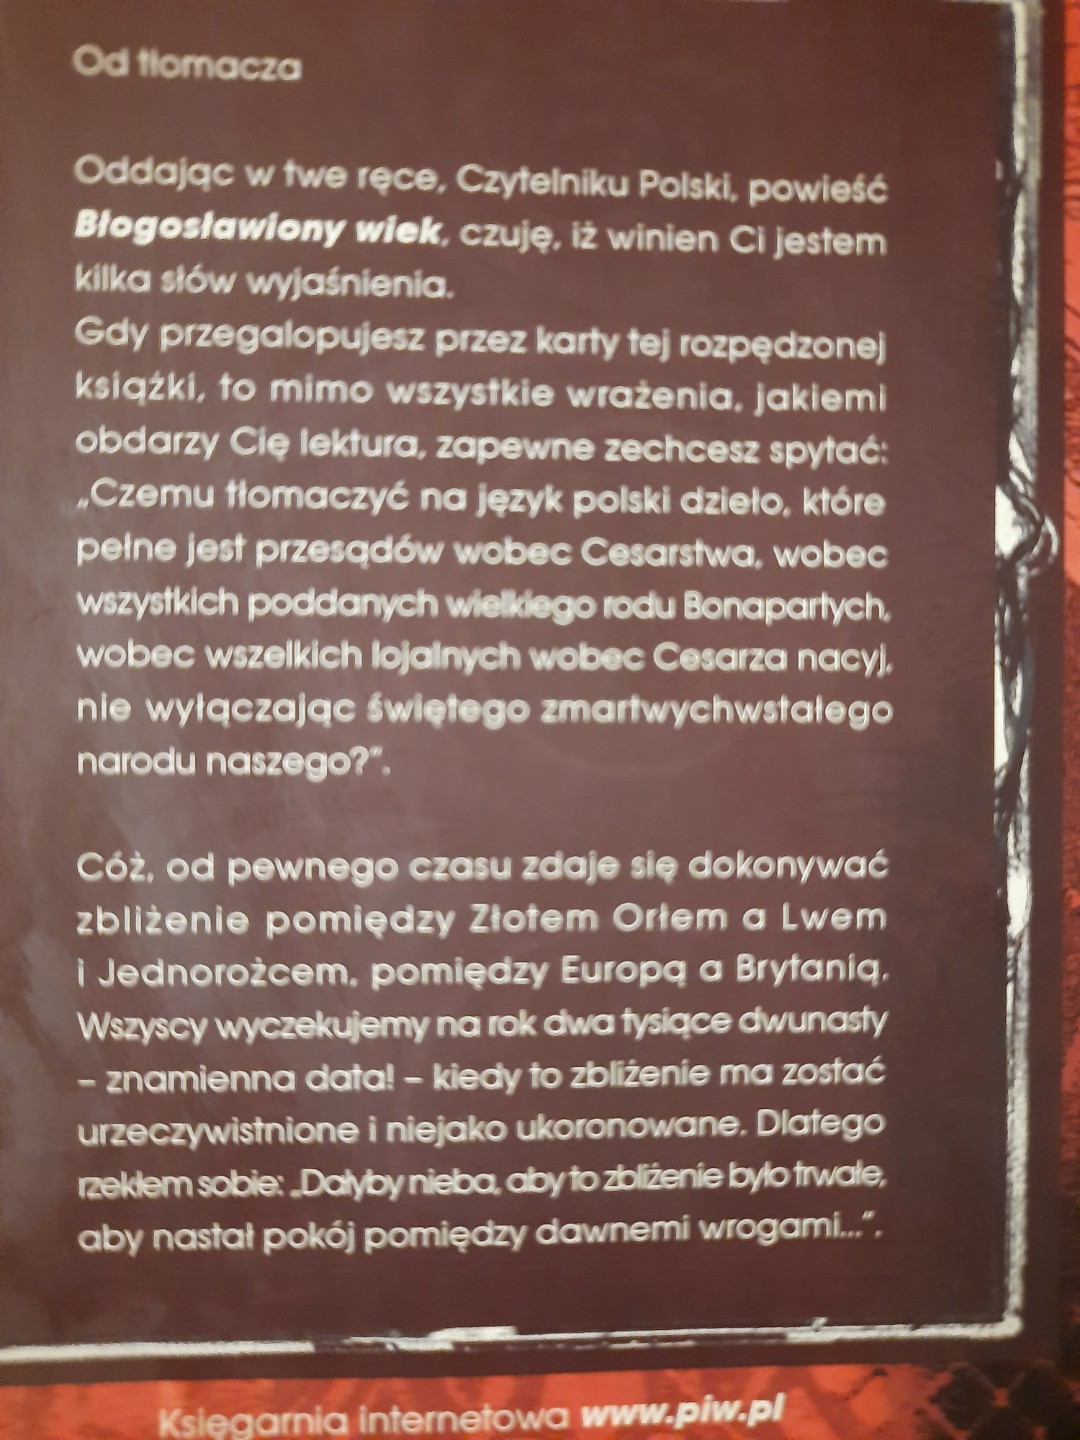 Od tłomacza
Oddając w twe ręce, Czytelniku Polski, powieść
Błogosławiony wiek, czuję, iż winien Ci jestem
kilka słów wyjaśnienia.
Gdy przegalopujesz przez karty tej rozpędzonej
książki, to mimo wszystkie wrażenia, jakiemi
obdarzy Cię lektura, zapewne zechcesz spytać:
„Czemu tłomaczyć na język polski dzieło, które
pełne jest przesądów wobec Cesarstwa, wobec
wszystkich poddanych wielkiego rodu Bonapartych,
wobec wszelkich lojalnych wobec Cesarza nacyj,
nie wyłączając świętego zmartwychwstałego
narodu naszego?”.
Cóż, od pewnego czasu zdaje się dokonywać
zbliżenie pomiędzy Złotem Orłem a Lwem
i Jednorożcem, pomiędzy Europą a Brytanią.
Wszyscy wyczekujemy na rok dwa tysiące dwunasty
– znamienna data! – kiedy to zbliżenie ma zostać
urzeczywistnione i niejako ukoronowane. Dlatego
rzekłem sobie: „Dałyby nieba, aby to zbliżenie było trwałe,
aby nastał pokój pomiędzy dawnemi wrogami...”.
Księgarnia internetowa www.piw.pl